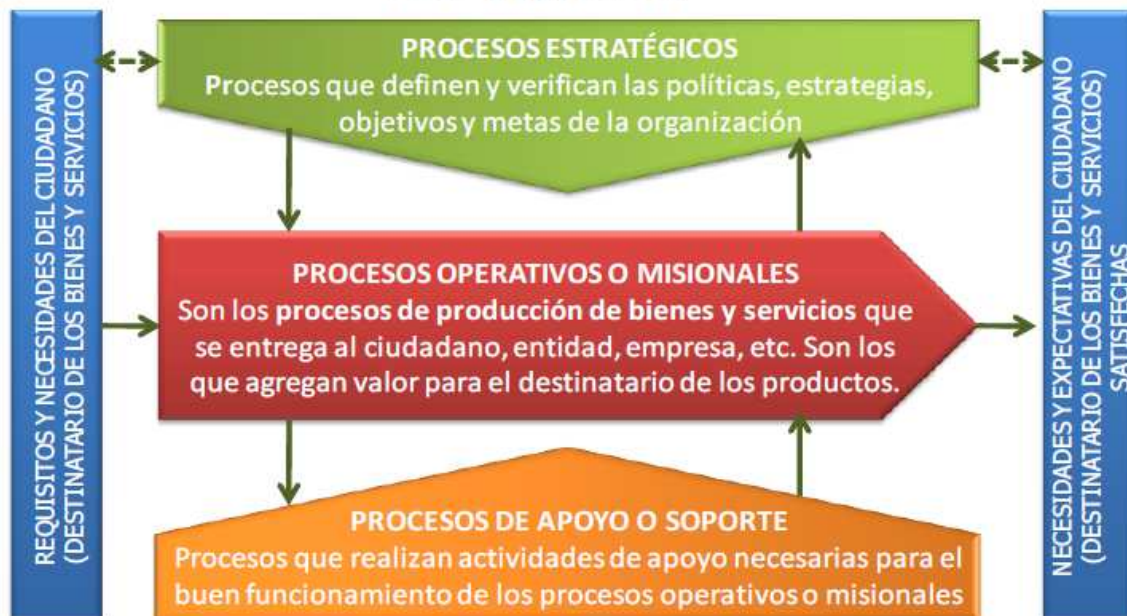 REQUISITOS Y NECESIDADES DEL CIUDADANO
(DESTINATARIO DE LOS BIENES Y SERVICIOS)
PROCESOS ESTRATÉGICOS
Procesos que definen y verifican las políticas, estrategias,
objetivos y metas de la organización
PROCESOS OPERATIVOS O MISIONALES
Son los procesos de producción de bienes y servicios que
se entrega al ciudadano, entidad, empresa, etc. Son los
que agregan valor para el destinatario de los productos.
PROCESOS DE APOYO O SOPORTE
Procesos que realizan actividades de apoyo necesarias para el
buen funcionamiento de los procesos operativos o misionales
NECESIDADES Y EXPECTATIVAS DEL CIUDADANO
(DESTINATARIO DE LOS BIENES Y SERVICIOS)
SATISFECHAS